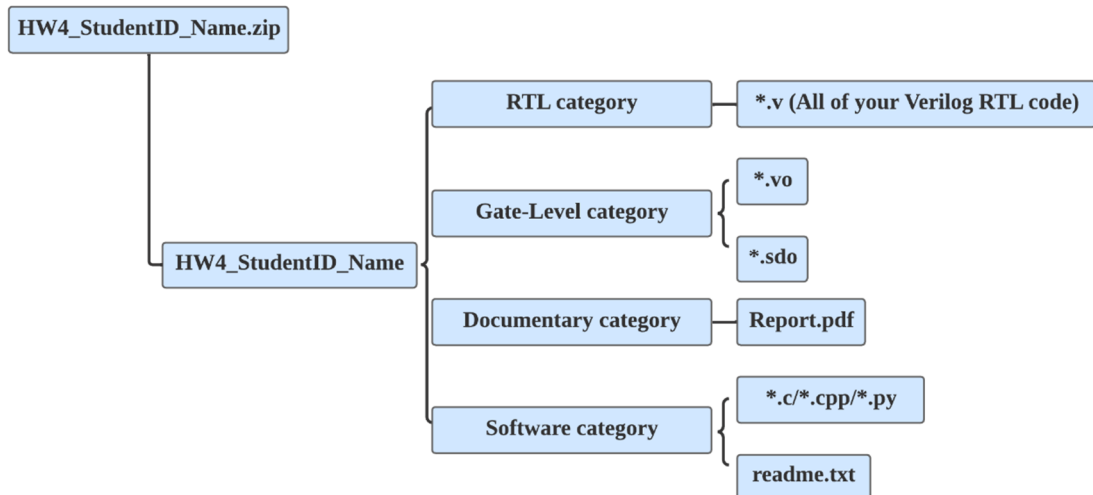 HW4_StudentID_Name.zip
RTL category
*.v (All of your Verilog RTL code)
*.vo
Gate-Level category
*.sdo
HW4_StudentID_Name
Documentary category
Report.pdf
*.c/*.cpp/*.py
Software category
readme.txt